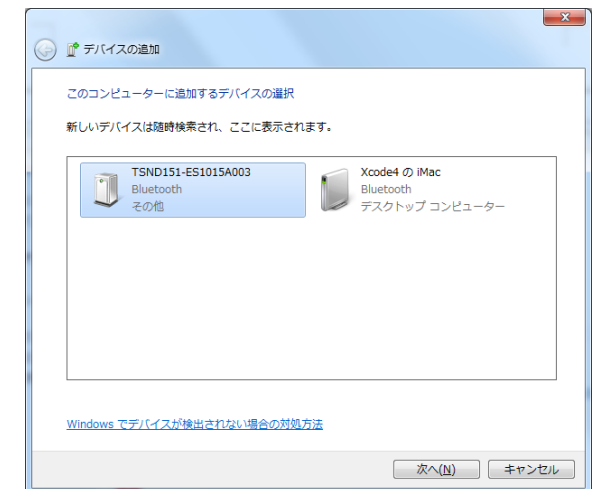 デバイスの追加
このコンピューターに追加するデバイスの選択
新しいデバイスは随時検索され、ここに表示されます。
TSND151-ES1015A003
Bluetooth
その他
Xcode4 の iMac
Bluetooth
デスクトップ コンピューター
Windows でデバイスが検出されない場合の対処方法
次へ(N)
キャンセル